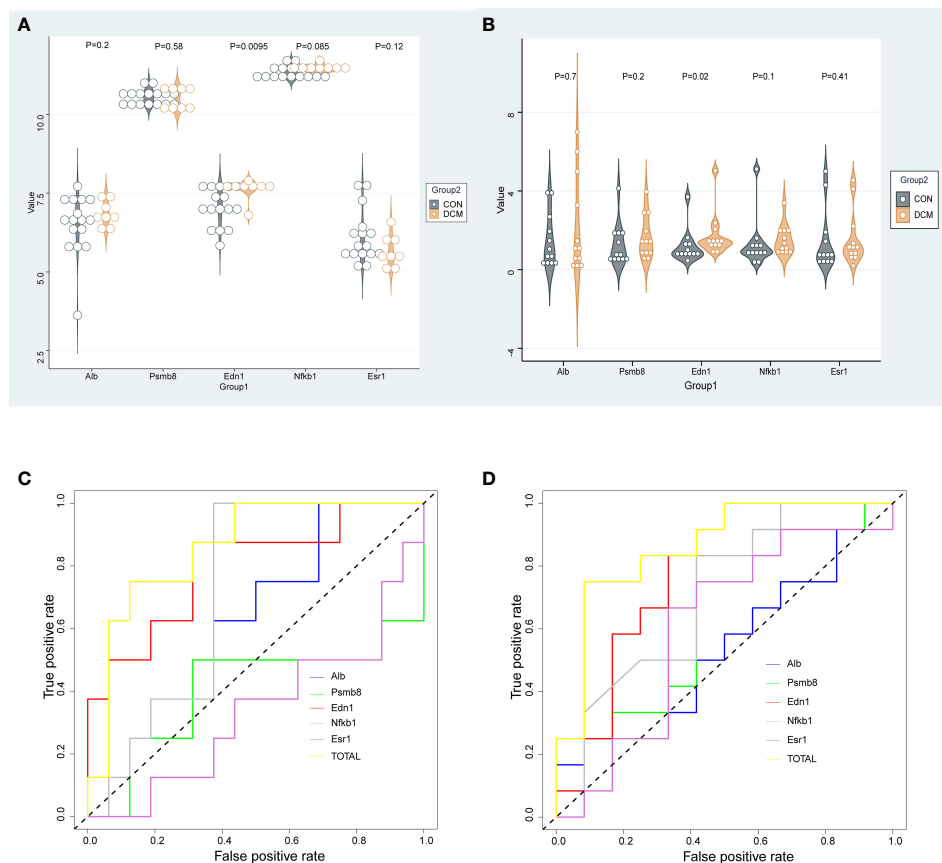 A
P=0.2 P=0.58 P=0.0095 P=0.085 P=0.12
10.0
7.5
5.0
2.5
Value
Alb Psmb8 Edn1 Nfkb1 Esr1
Group1
Group2
CON
DCM
B
P=0.7 P=0.2 P=0.02 P=0.1 P=0.41
8
4
0
-4
Value
Alb Psmb8 Edn1 Nfkb1 Esr1
Group1
Group2
CON
DCM
C
1.0
0.8
0.6
0.4
0.2
0.0
True positive rate
Alb
Psmb8
Edn1
Nfkb1
Esr1
TOTAL
0.0 0.2 0.4 0.6 0.8 1.0
False positive rate
D
1.0
0.8
0.6
0.4
0.2
0.0
True positive rate
Alb
Psmb8
Edn1
Nfkb1
Esr1
TOTAL
0.0 0.2 0.4 0.6 0.8 1.0
False positive rate